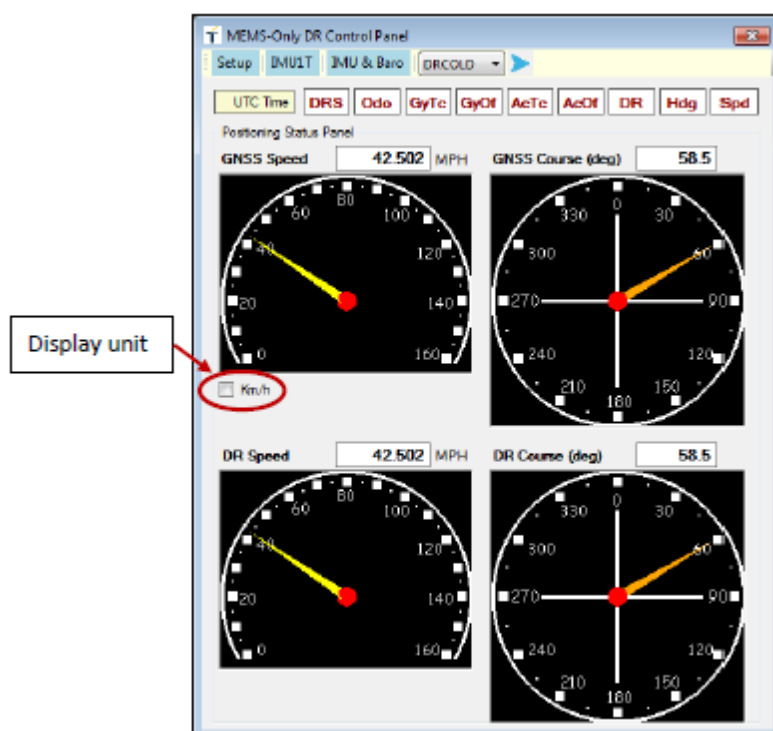 MEMS-Only DR Control Panel
Setup IMU1T IMU & Baro DRCOLD
UTC Time DRS Odo GyTc GyOf AcTc AcOf DR Hdg Spd
Positioning Status Panel
GNSS Speed 42.502 MPH GNSS Course (deg) 58.5
0 20 40 60 80 100 120 140 160
0 30 60 90 120 150 180 210 240 270 300 330
Display unit
Km/h
DR Speed 42.502 MPH DR Course (deg) 58.5
0 20 40 60 80 100 120 140 160
0 30 60 90 120 150 180 210 240 270 300 330